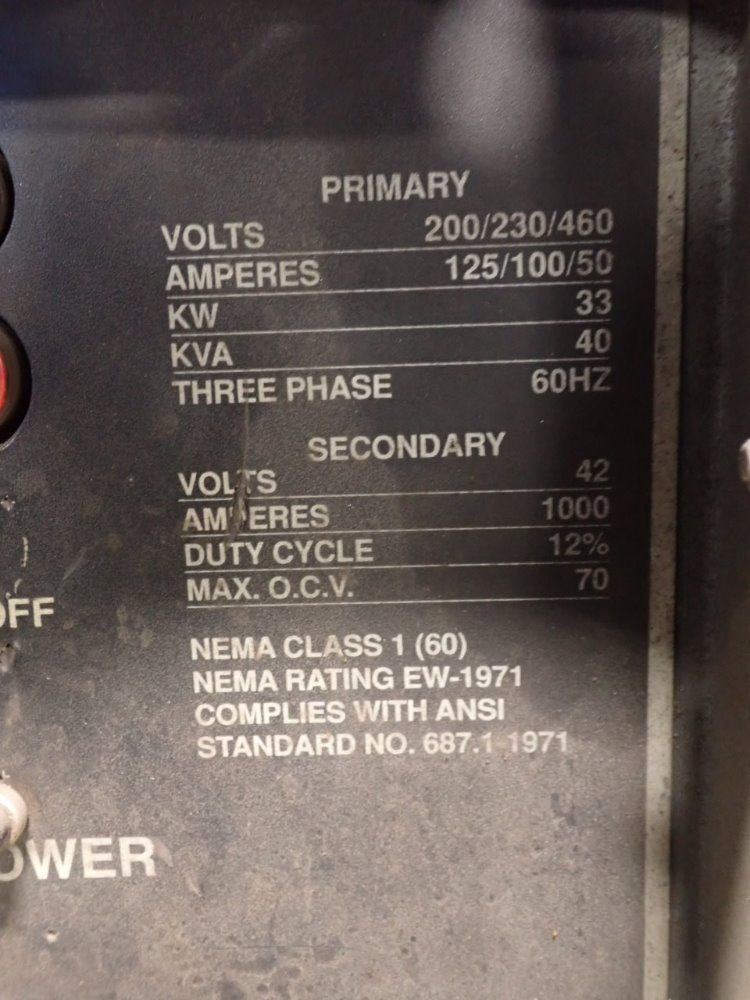 PRIMARY
VOLTS 200/230/460
AMPERES 125/100/50
KW 33
KVA 40
THREE PHASE 60HZ
SECONDARY
VOLTS 42
AMPERES 1000
DUTY CYCLE 12%
MAX. O.C.V. 70
OFF
NEMA CLASS 1 (60)
NEMA RATING EW-1971
COMPLIES WITH ANSI
STANDARD NO. 687.1-1971
OWER